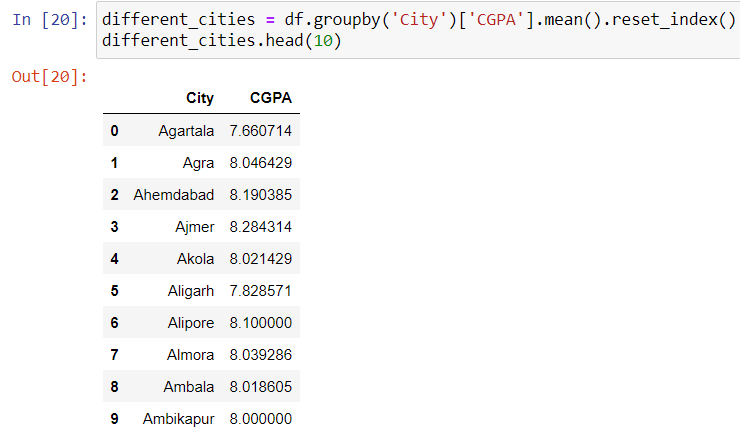 In [20]: different_cities = df.groupby('City')['CGPA'].mean().reset_index()
different_cities.head(10)
Out[20]:
City CGPA
0 Agartala 7.660714
1 Agra 8.046429
2 Ahemdabad 8.190385
3 Ajmer 8.284314
4 Akola 8.021429
5 Aligarh 7.828571
6 Alipore 8.100000
7 Almora 8.039286
8 Ambala 8.018605
9 Ambikapur 8.000000